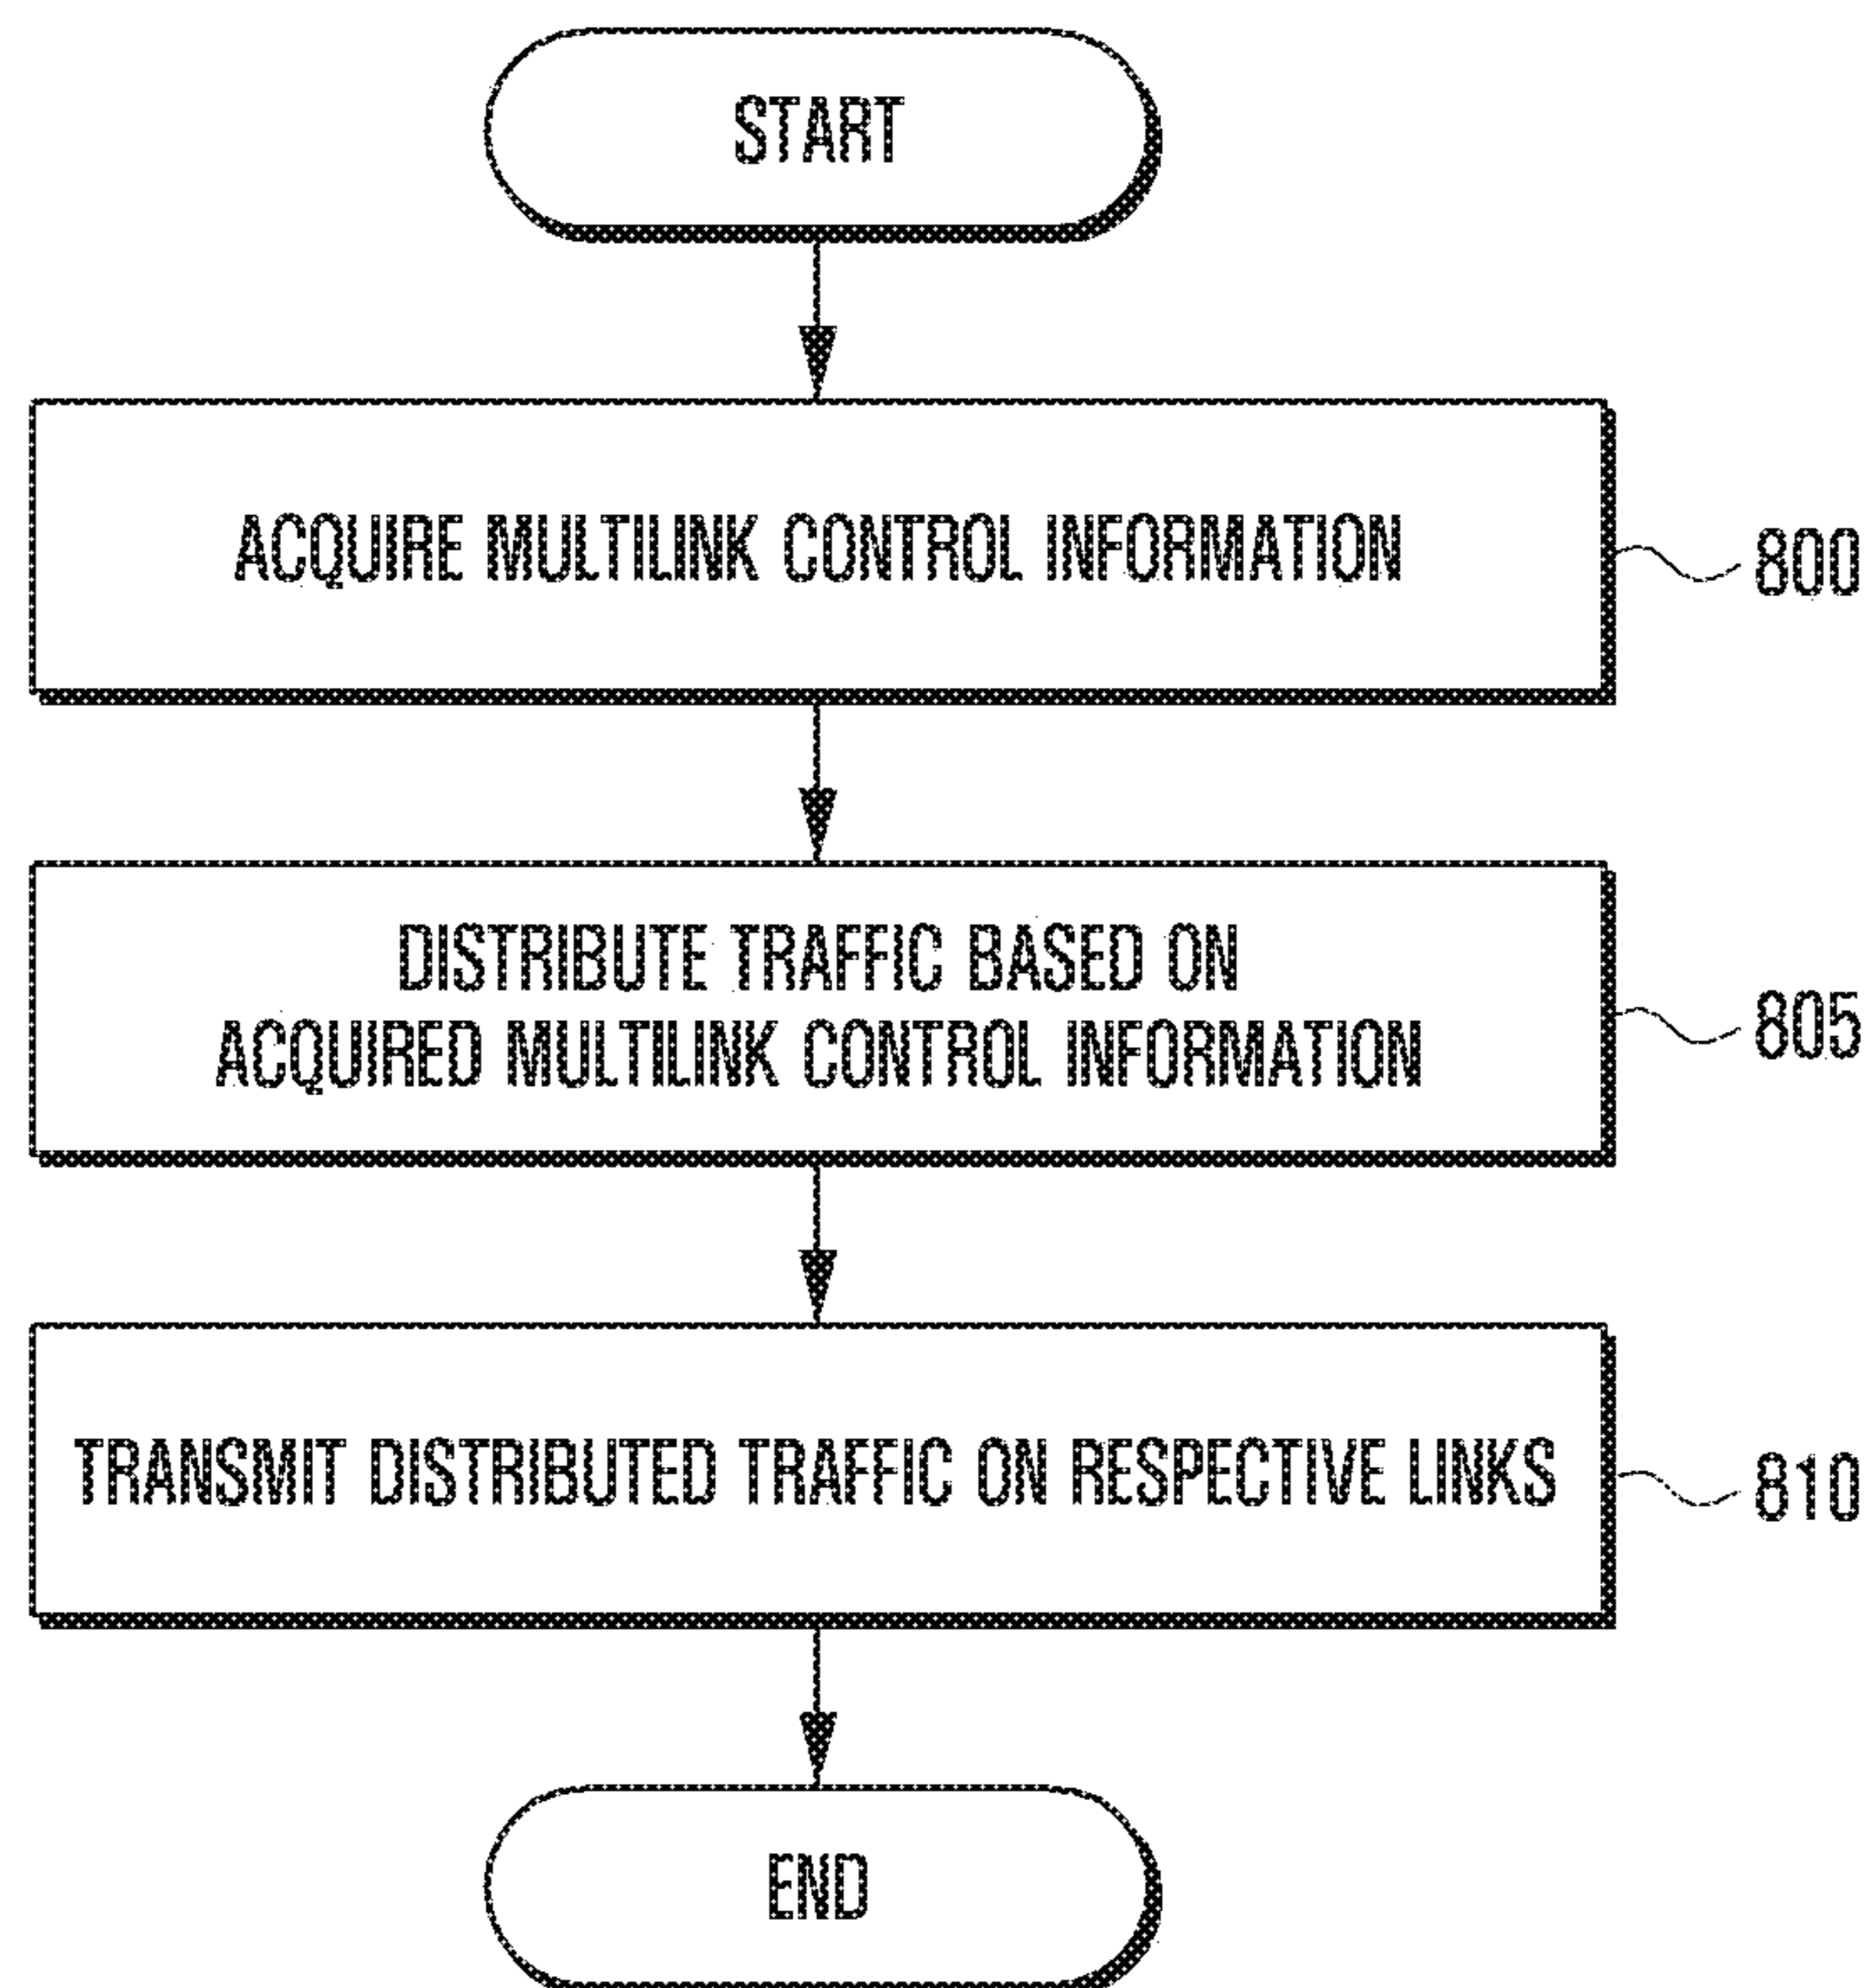 START
ACQUIRE MULTILINK CONTROL INFORMATION
800
DISTRIBUTE TRAFFIC BASED ON
ACQUIRED MULTILINK CONTROL INFORMATION
805
TRANSMIT DISTRIBUTED TRAFFIC ON RESPECTIVE LINKS
810
END